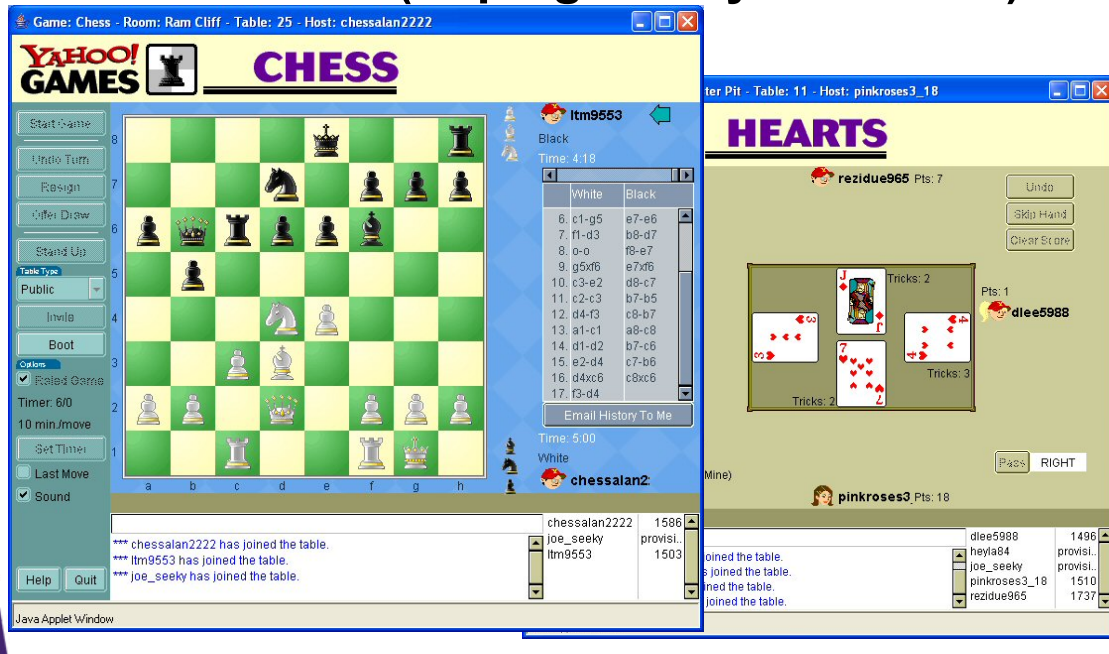 Game: Chess - Room: Ram Cliff - Table: 25 - Host: chessalan2222
YAHOO!
GAMES
CHESS
Start Game
Undo Turn
Resign
Offer Draw
Stand Up
Table Type
Public
Invite
Boot
Options
Rated Game
Timer: 6/0
10 min./move
Set Timer
Last Move
Sound
Help Quit
8
7
6
5
4
3
2
1
a b c d e f g h
ltm9553
Black
Time: 4:18
White Black
6. c1-g5 e7-e6
7. f1-d3 b8-d7
8. o-o f8-e7
9. g5xf6 e7xf6
10. c3-e2 d8-c7
11. c2-c3 b7-b5
12. d4-f3 c8-b7
13. a1-c1 a8-c8
14. d1-d2 b7-c6
15. e2-d4 c7-b6
16. d4xc6 c8xc6
17. f3-d4
Email History To Me
Time: 5:00
White
chessalan2
*** chessalan2222 has joined the table.
*** ltm9553 has joined the table.
*** joe_seeky has joined the table.
chessalan2222 1586
joe_seeky provisi..
ltm9553 1503
Java Applet Window
ter Pit - Table: 11 - Host: pinkroses3_18
HEARTS
rezidue965 Pts: 7
Undo
Skip Hand
Clear Score
J
Tricks: 2
J
Pts: 1
dlee5988
3
3
4
4
7
7
Tricks: 3
Tricks: 2
Pass RIGHT
Mine)
pinkroses3 Pts: 18
joined the table.
s joined the table.
ined the table.
joined the table.
dlee5988 1496
heyla84 provisi..
joe_seeky provisi..
pinkroses3_18 1510
rezidue965 1737